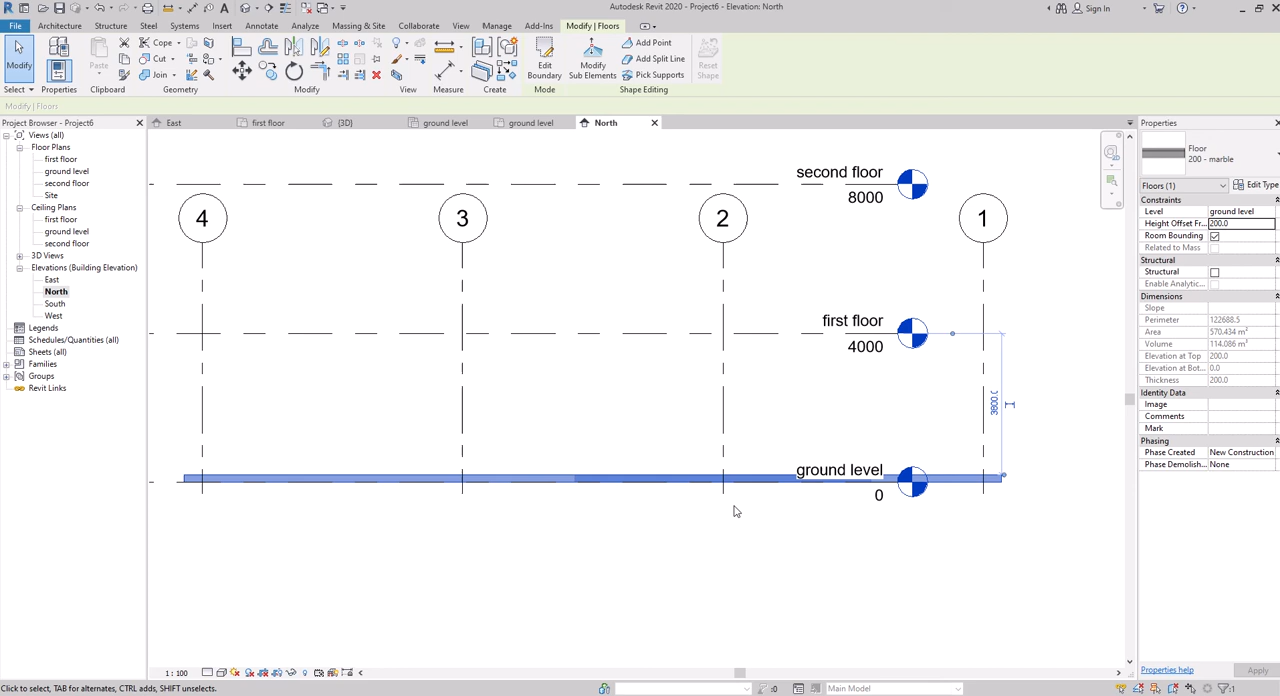 Autodesk Revit 2020 - Project6 - Elevation: North
Sign In
File Architecture Structure Steel Systems Insert Annotate Analyze Massing & Site Collaborate View Manage Add-Ins Modify | Floors
Modify
Paste
Cope
Cut
Join
Edit Boundary
Modify Sub Elements
Add Point
Add Split Line
Pick Supports
Reset Shape
Select Properties Clipboard Geometry Modify View Measure Create Mode Shape Editing
Modify | Floors
Project Browser - Project6
Views (all)
Floor Plans
first floor
ground level
second floor
Site
Ceiling Plans
first floor
ground level
second floor
3D Views
Elevations (Building Elevation)
East
North
South
West
Legends
Schedules/Quantities (all)
Sheets (all)
Families
Groups
Revit Links
East first floor {3D} ground level ground level North
second floor
8000
4 3 2 1
first floor
4000
3800.0
ground level
0
Properties
Floor
200 - marble
Floors (1) Edit Type
Constraints
Level ground level
Height Offset Fr... 200.0
Room Bounding
Related to Mass
Structural
Structural
Enable Analytic...
Dimensions
Slope
Perimeter 122688.5
Area 570.434 m²
Volume 114.086 m³
Elevation at Top 200.0
Elevation at Bot... 0.0
Thickness 200.0
Identity Data
Image
Comments
Mark
Phasing
Phase Created New Construction
Phase Demolish... None
Properties help Apply
1 : 100
Click to select, TAB for alternates, CTRL adds, SHIFT unselects. :0 Main Model :1